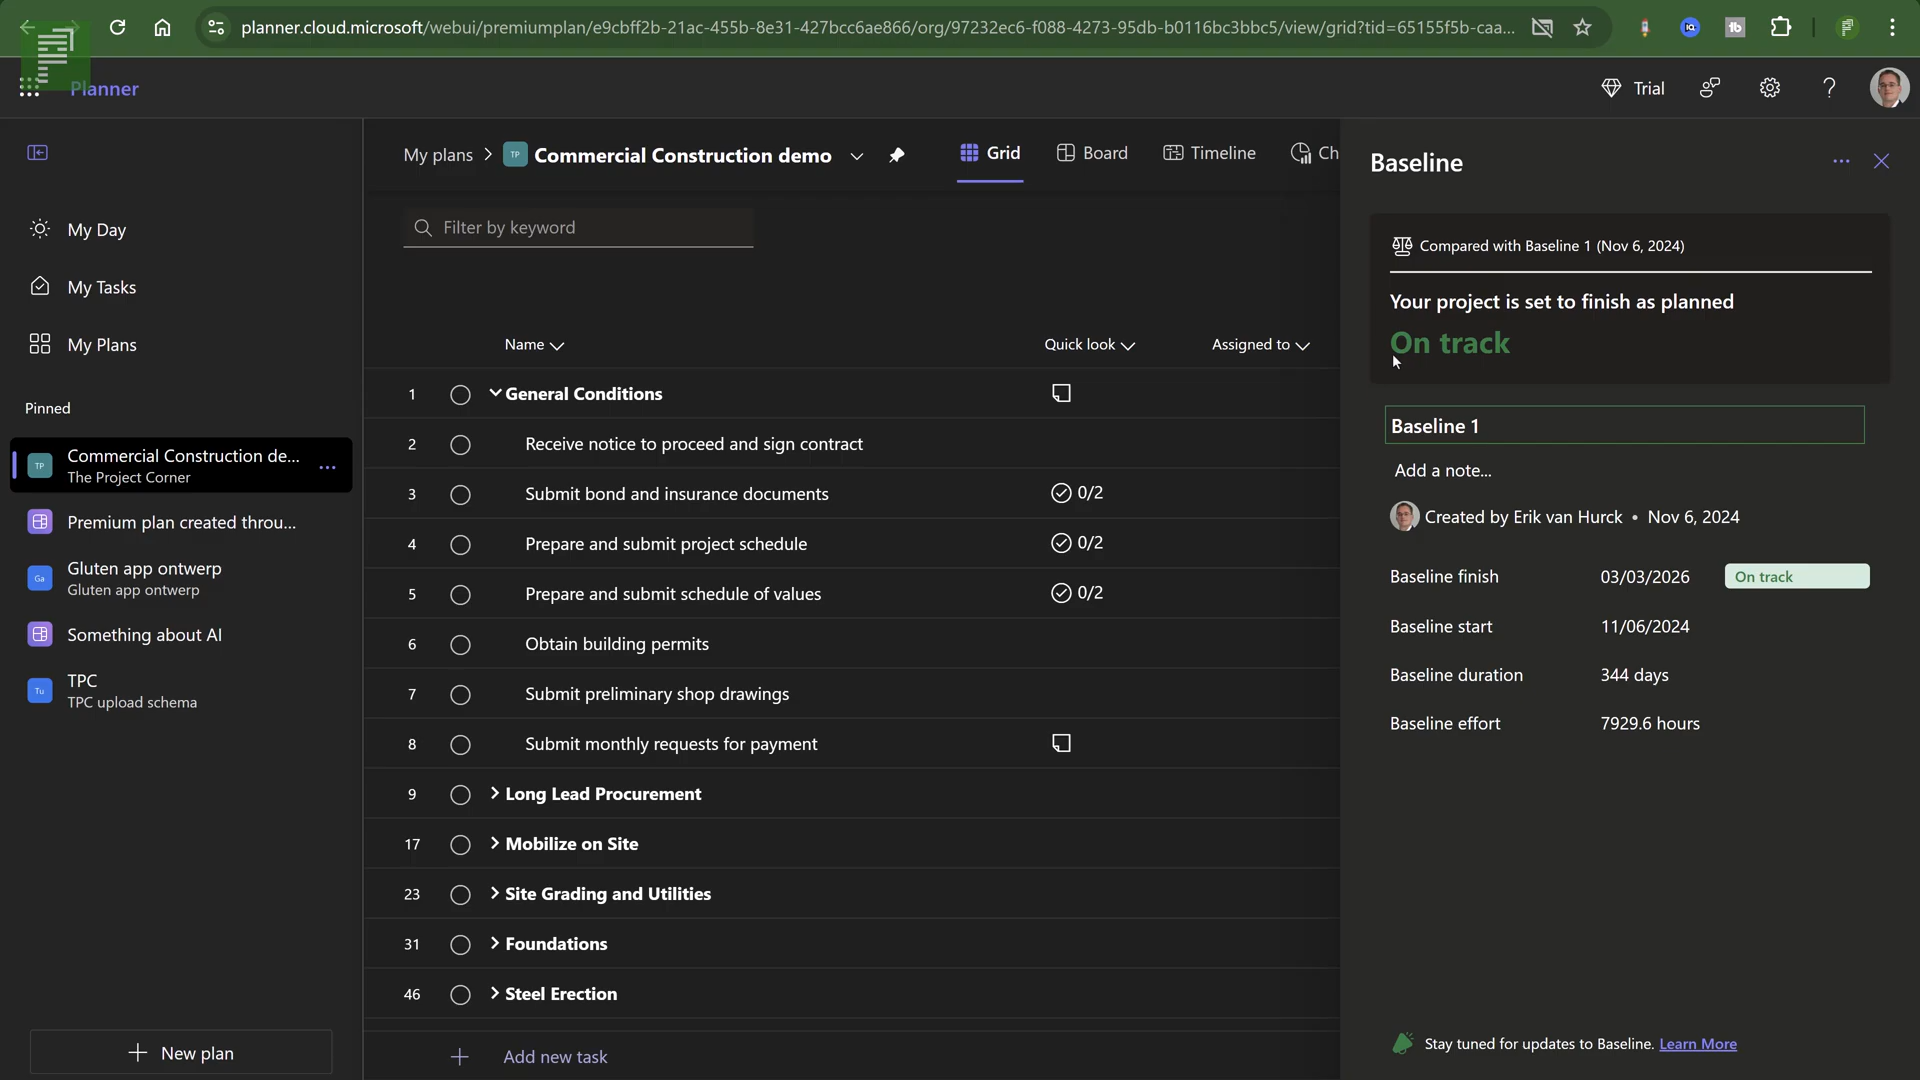 planner.cloud.microsoft/webui/premiumplan/e9cbff2b-21ac-455b-8e31-427bcc6ae866/org/97232ec6-f088-4273-95db-b0116bc3bbc5/view/grid?tid=65155f5b-caa...
Planner
Trial
My plans
TP
Commercial Construction demo
Grid
Board
Timeline
Ch
Baseline
My Day
My Tasks
My Plans
Pinned
TP
Commercial Construction de...
The Project Corner
Premium plan created throu...
Ga
Gluten app ontwerp
Gluten app ontwerp
Something about AI
Tu
TPC
TPC upload schema
New plan
Filter by keyword
Name
Quick look
Assigned to
1 General Conditions
2 Receive notice to proceed and sign contract
3 Submit bond and insurance documents 0/2
4 Prepare and submit project schedule 0/2
5 Prepare and submit schedule of values 0/2
6 Obtain building permits
7 Submit preliminary shop drawings
8 Submit monthly requests for payment
9 Long Lead Procurement
17 Mobilize on Site
23 Site Grading and Utilities
31 Foundations
46 Steel Erection
Add new task
Compared with Baseline 1 (Nov 6, 2024)
Your project is set to finish as planned
On track
Baseline 1
Add a note...
Created by Erik van Hurck • Nov 6, 2024
Baseline finish 03/03/2026 On track
Baseline start 11/06/2024
Baseline duration 344 days
Baseline effort 7929.6 hours
Stay tuned for updates to Baseline. Learn More